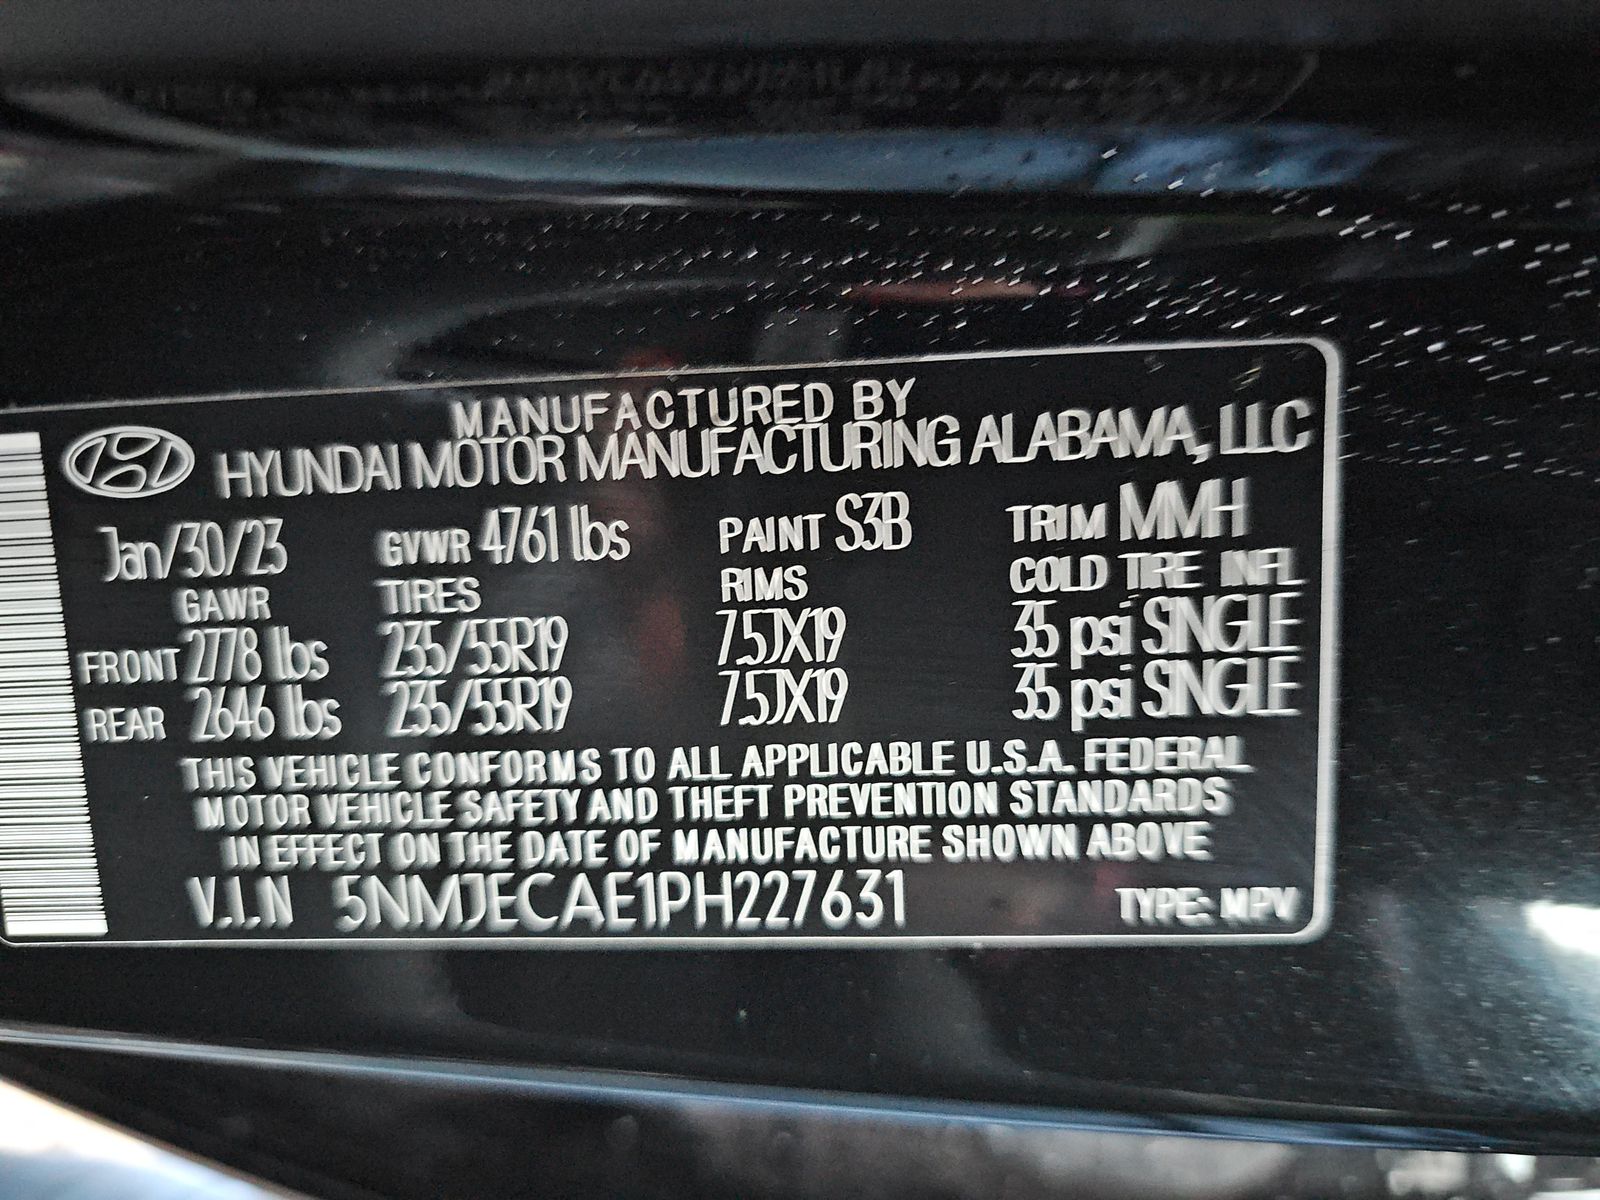 MANUFACTURED BY
HYUNDAI MOTOR MANUFACTURING ALABAMA, LLC
Jan/30/23 GVWR 4761 lbs PAINT S3B TRIM MMH
GAWR TIRES RIMS COLD TIRE INFL
FRONT 2778 lbs 235/55R19 7.5JX19 35 psi SINGLE
REAR 2646 lbs 235/55R19 7.5JX19 35 psi SINGLE
THIS VEHICLE CONFORMS TO ALL APPLICABLE U.S.A. FEDERAL
MOTOR VEHICLE SAFETY AND THEFT PREVENTION STANDARDS
IN EFFECT ON THE DATE OF MANUFACTURE SHOWN ABOVE
V.I.N 5NMJECAE1PH227631 TYPE: MPV